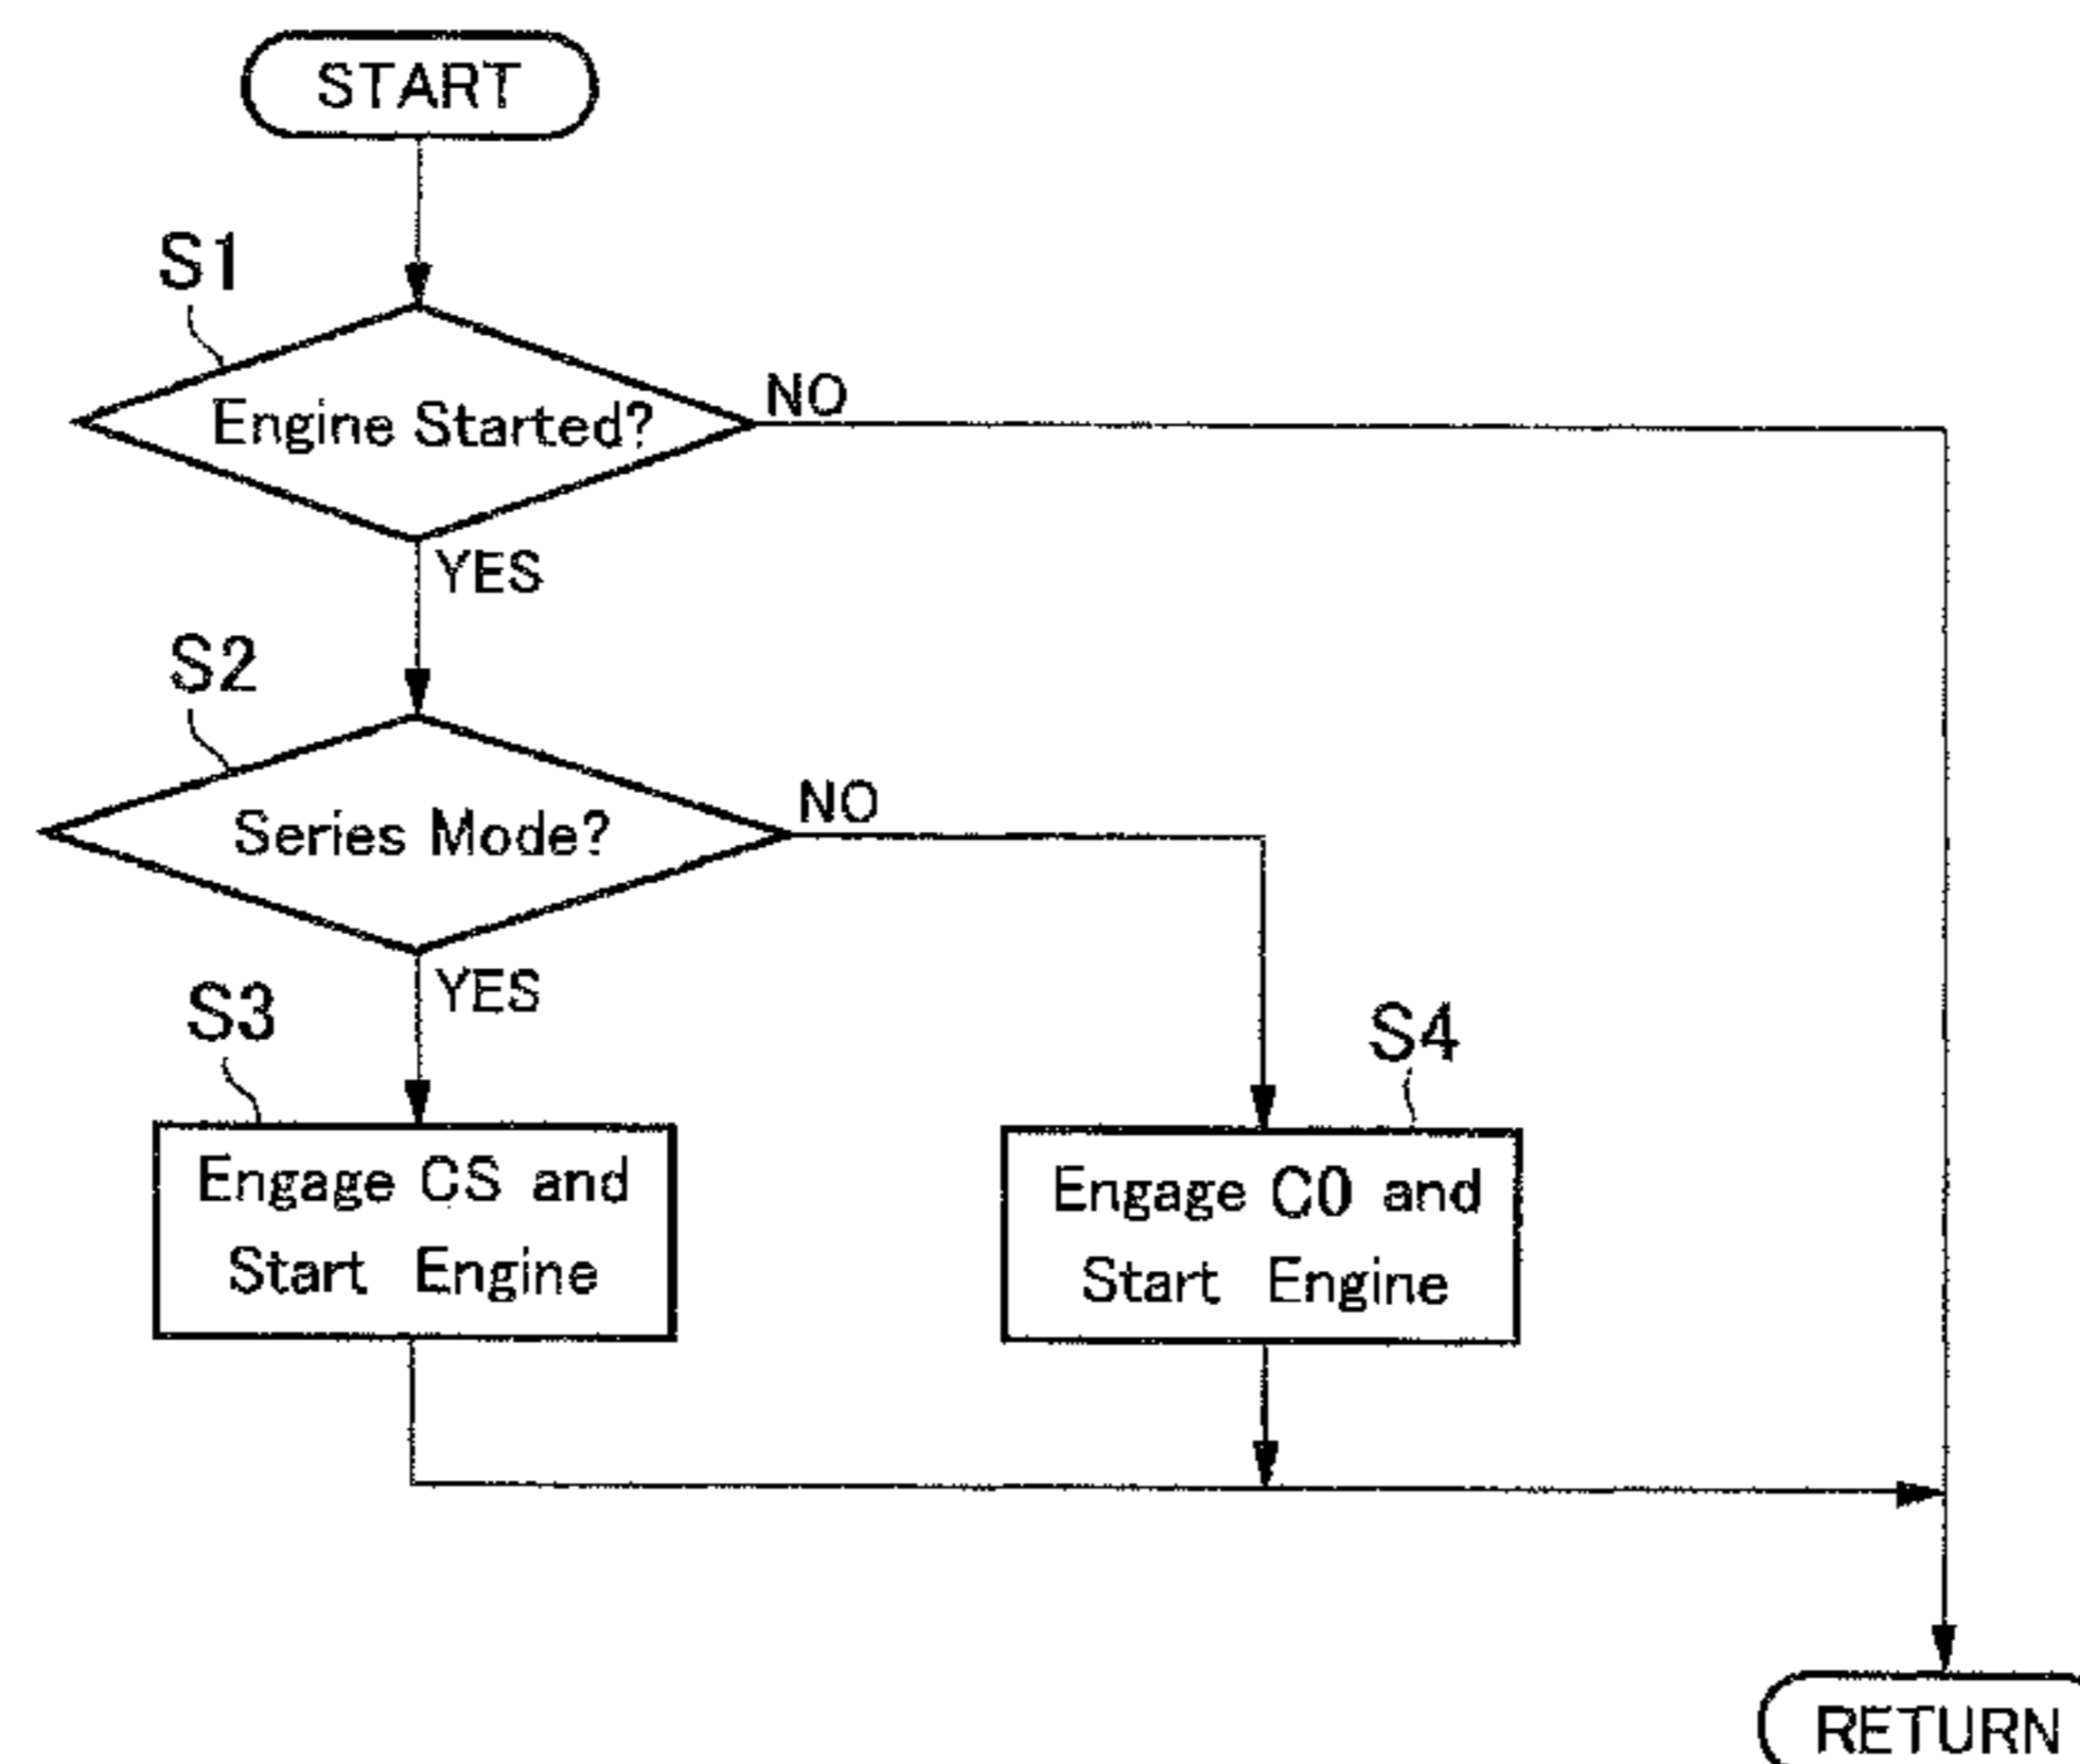 START
S1
Engine Started?
NO
YES
S2
Series Mode?
NO
YES
S3
Engage CS and
Start Engine
S4
Engage C0 and
Start Engine
RETURN